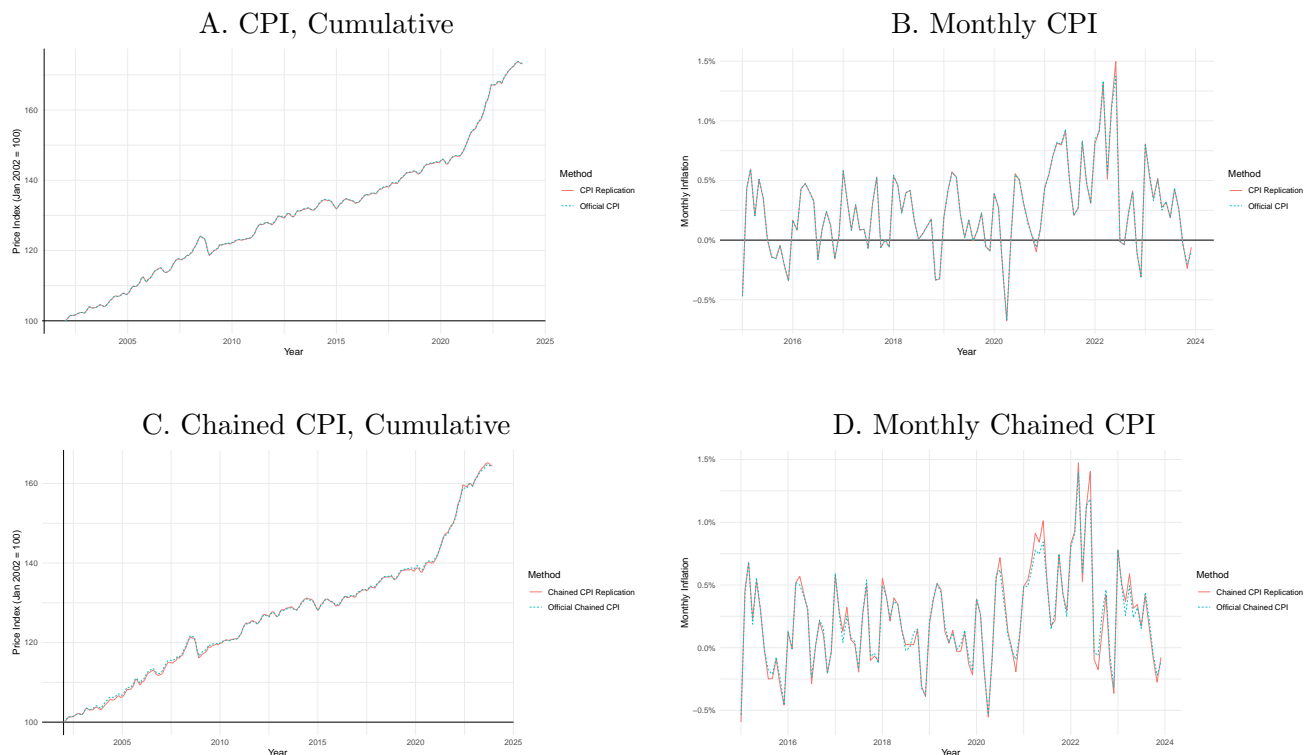 A. CPI, Cumulative
Price Index (Jan 2002 = 100)
160
140
120
100
2005
2010
2015
2020
2025
Year
Method
CPI Replication
Official CPI
B. Monthly CPI
Monthly Inflation
1.5%
1.0%
0.5%
0.0%
−0.5%
2016
2018
2020
2022
2024
Year
Method
CPI Replication
Official CPI
C. Chained CPI, Cumulative
Price Index (Jan 2002 = 100)
160
140
120
100
2005
2010
2015
2020
2025
Year
Method
Chained CPI Replication
Official Chained CPI
D. Monthly Chained CPI
Monthly Inflation
1.5%
1.0%
0.5%
0.0%
−0.5%
2016
2018
2020
2022
2024
Year
Method
Chained CPI Replication
Official Chained CPI